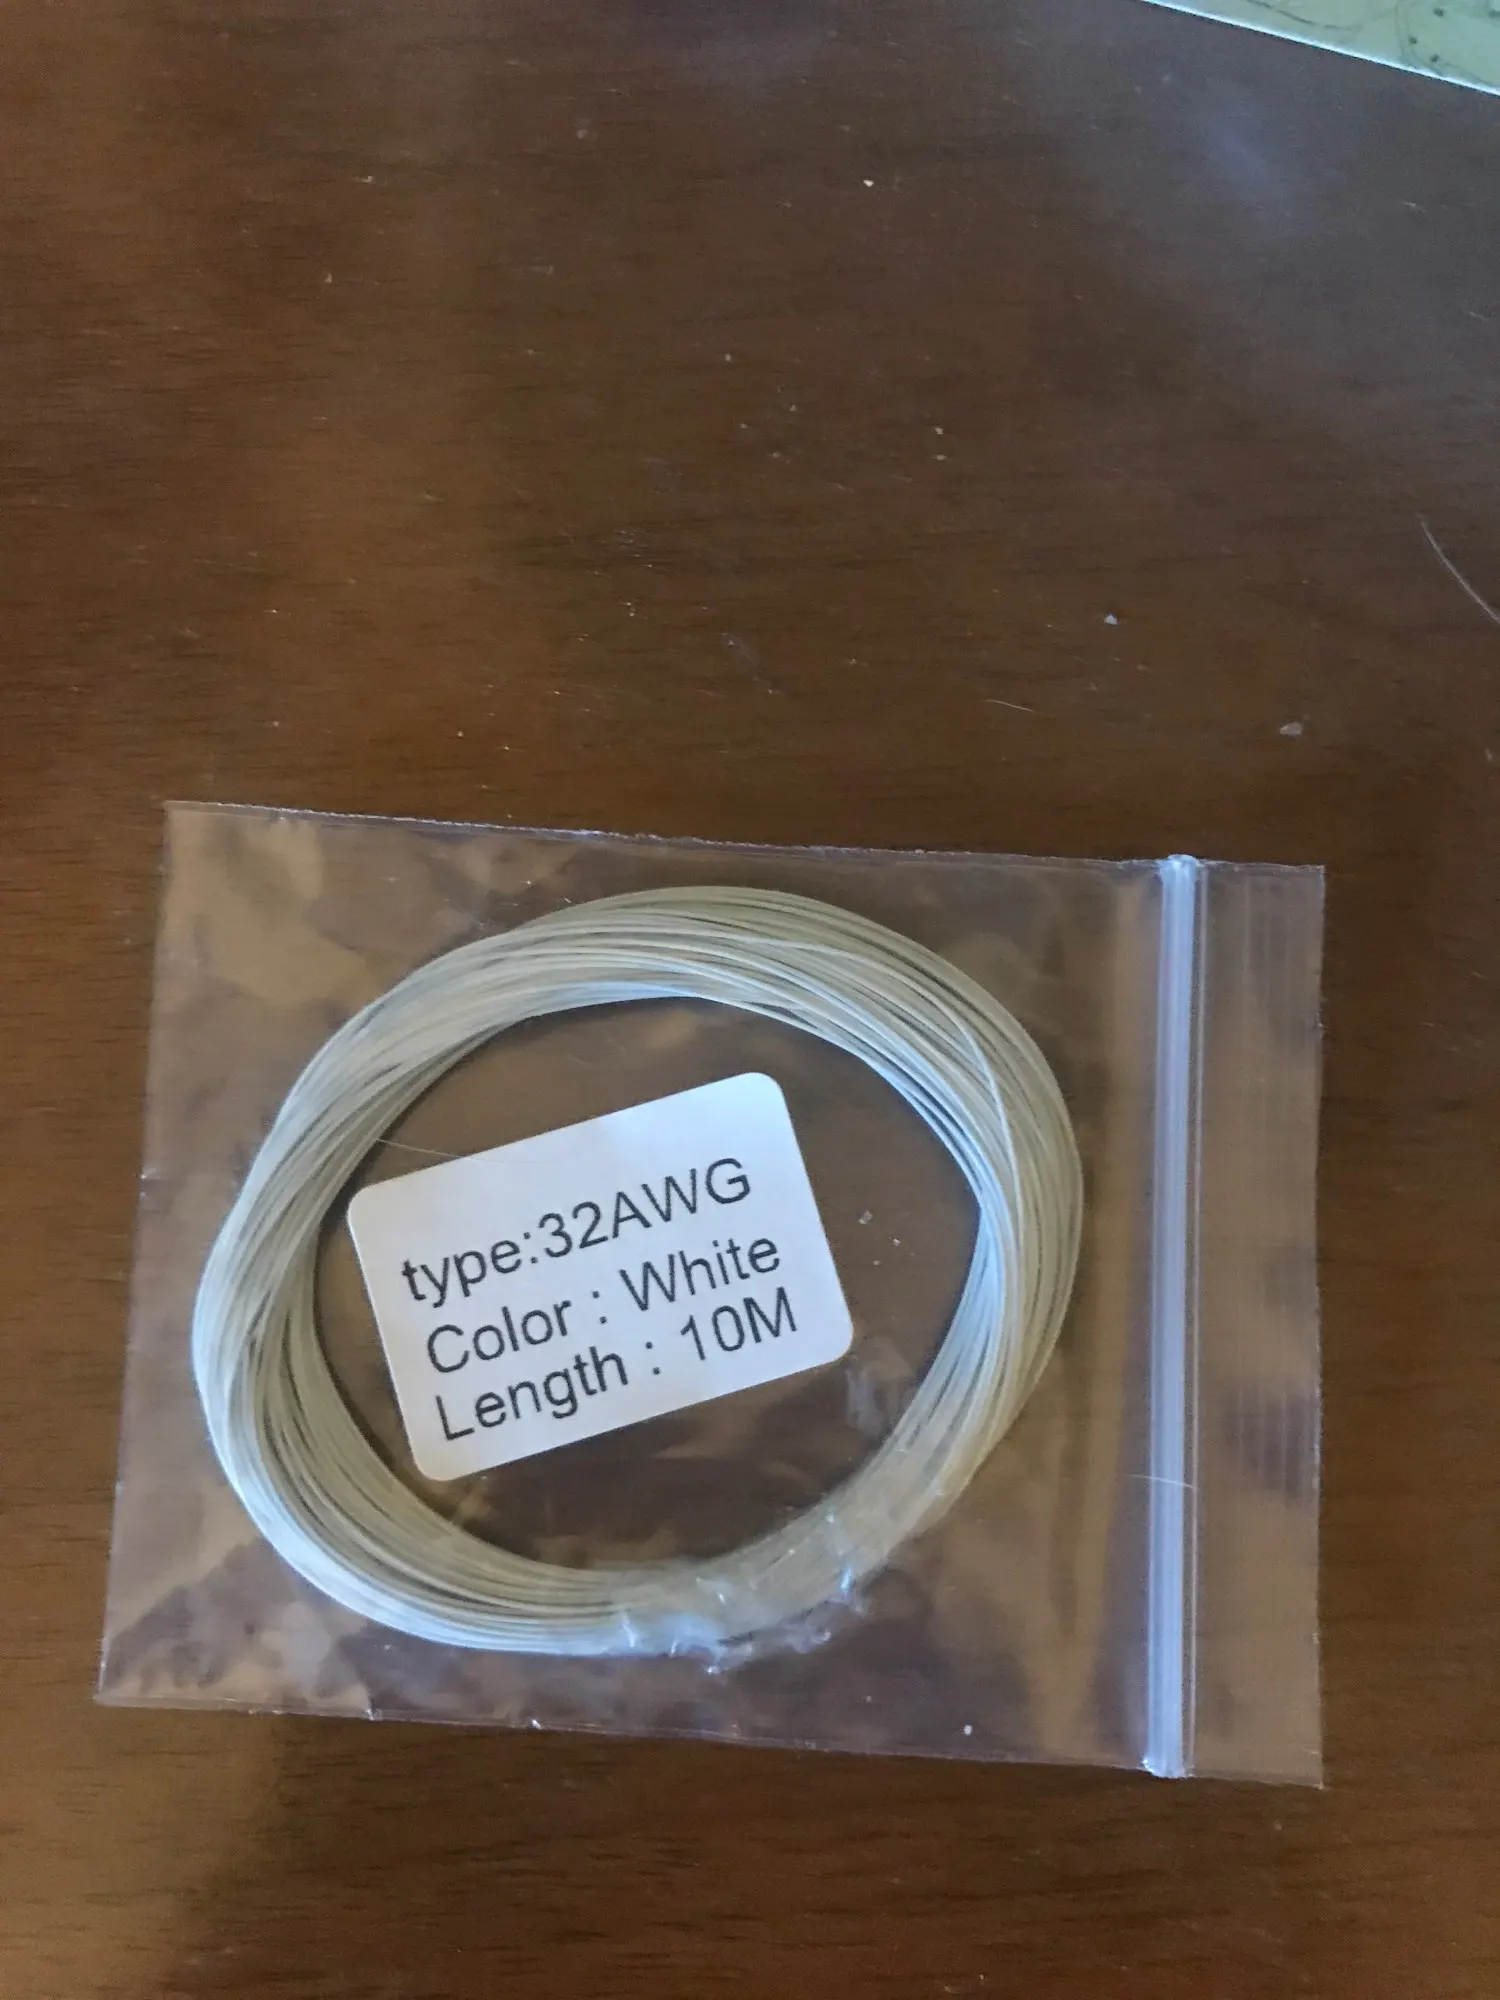 type:32AWG
Color : White
Length : 10M